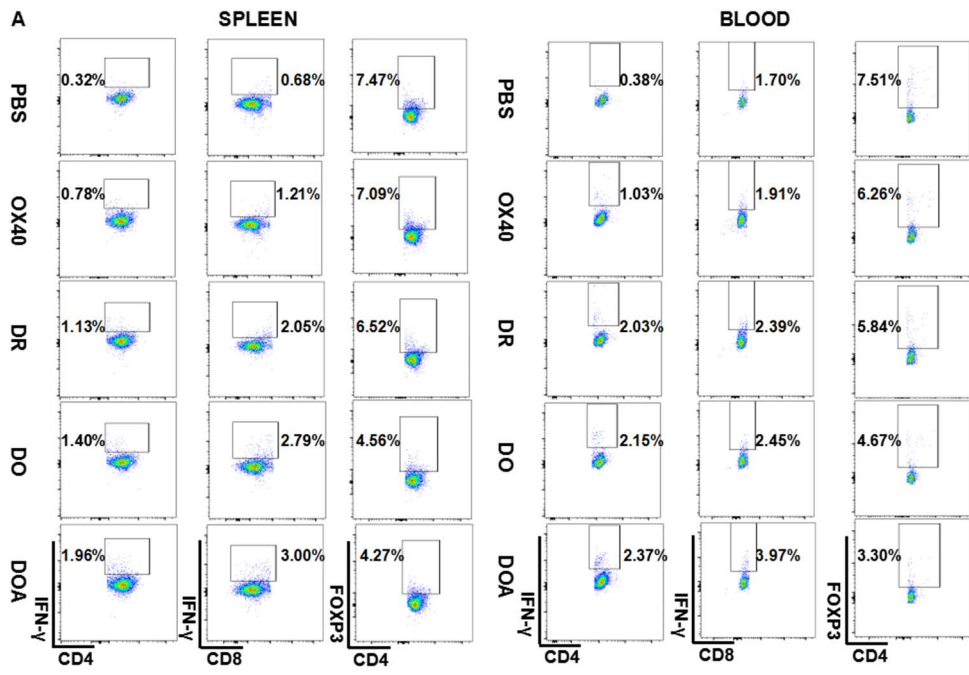 A
SPLEEN
BLOOD
PBS
0.32%
0.68%
7.47%
PBS
0.38%
1.70%
7.51%
OX40
0.78%
1.21%
7.09%
OX40
1.03%
1.91%
6.26%
DR
1.13%
2.05%
6.52%
DR
2.03%
2.39%
5.84%
DO
1.40%
2.79%
4.56%
DO
2.15%
2.45%
4.67%
DOA
1.96%
3.00%
4.27%
DOA
2.37%
3.97%
3.30%
IFN-γ
CD4
IFN-γ
CD8
FOXP3
CD4
IFN-γ
CD4
IFN-γ
CD8
FOXP3
CD4